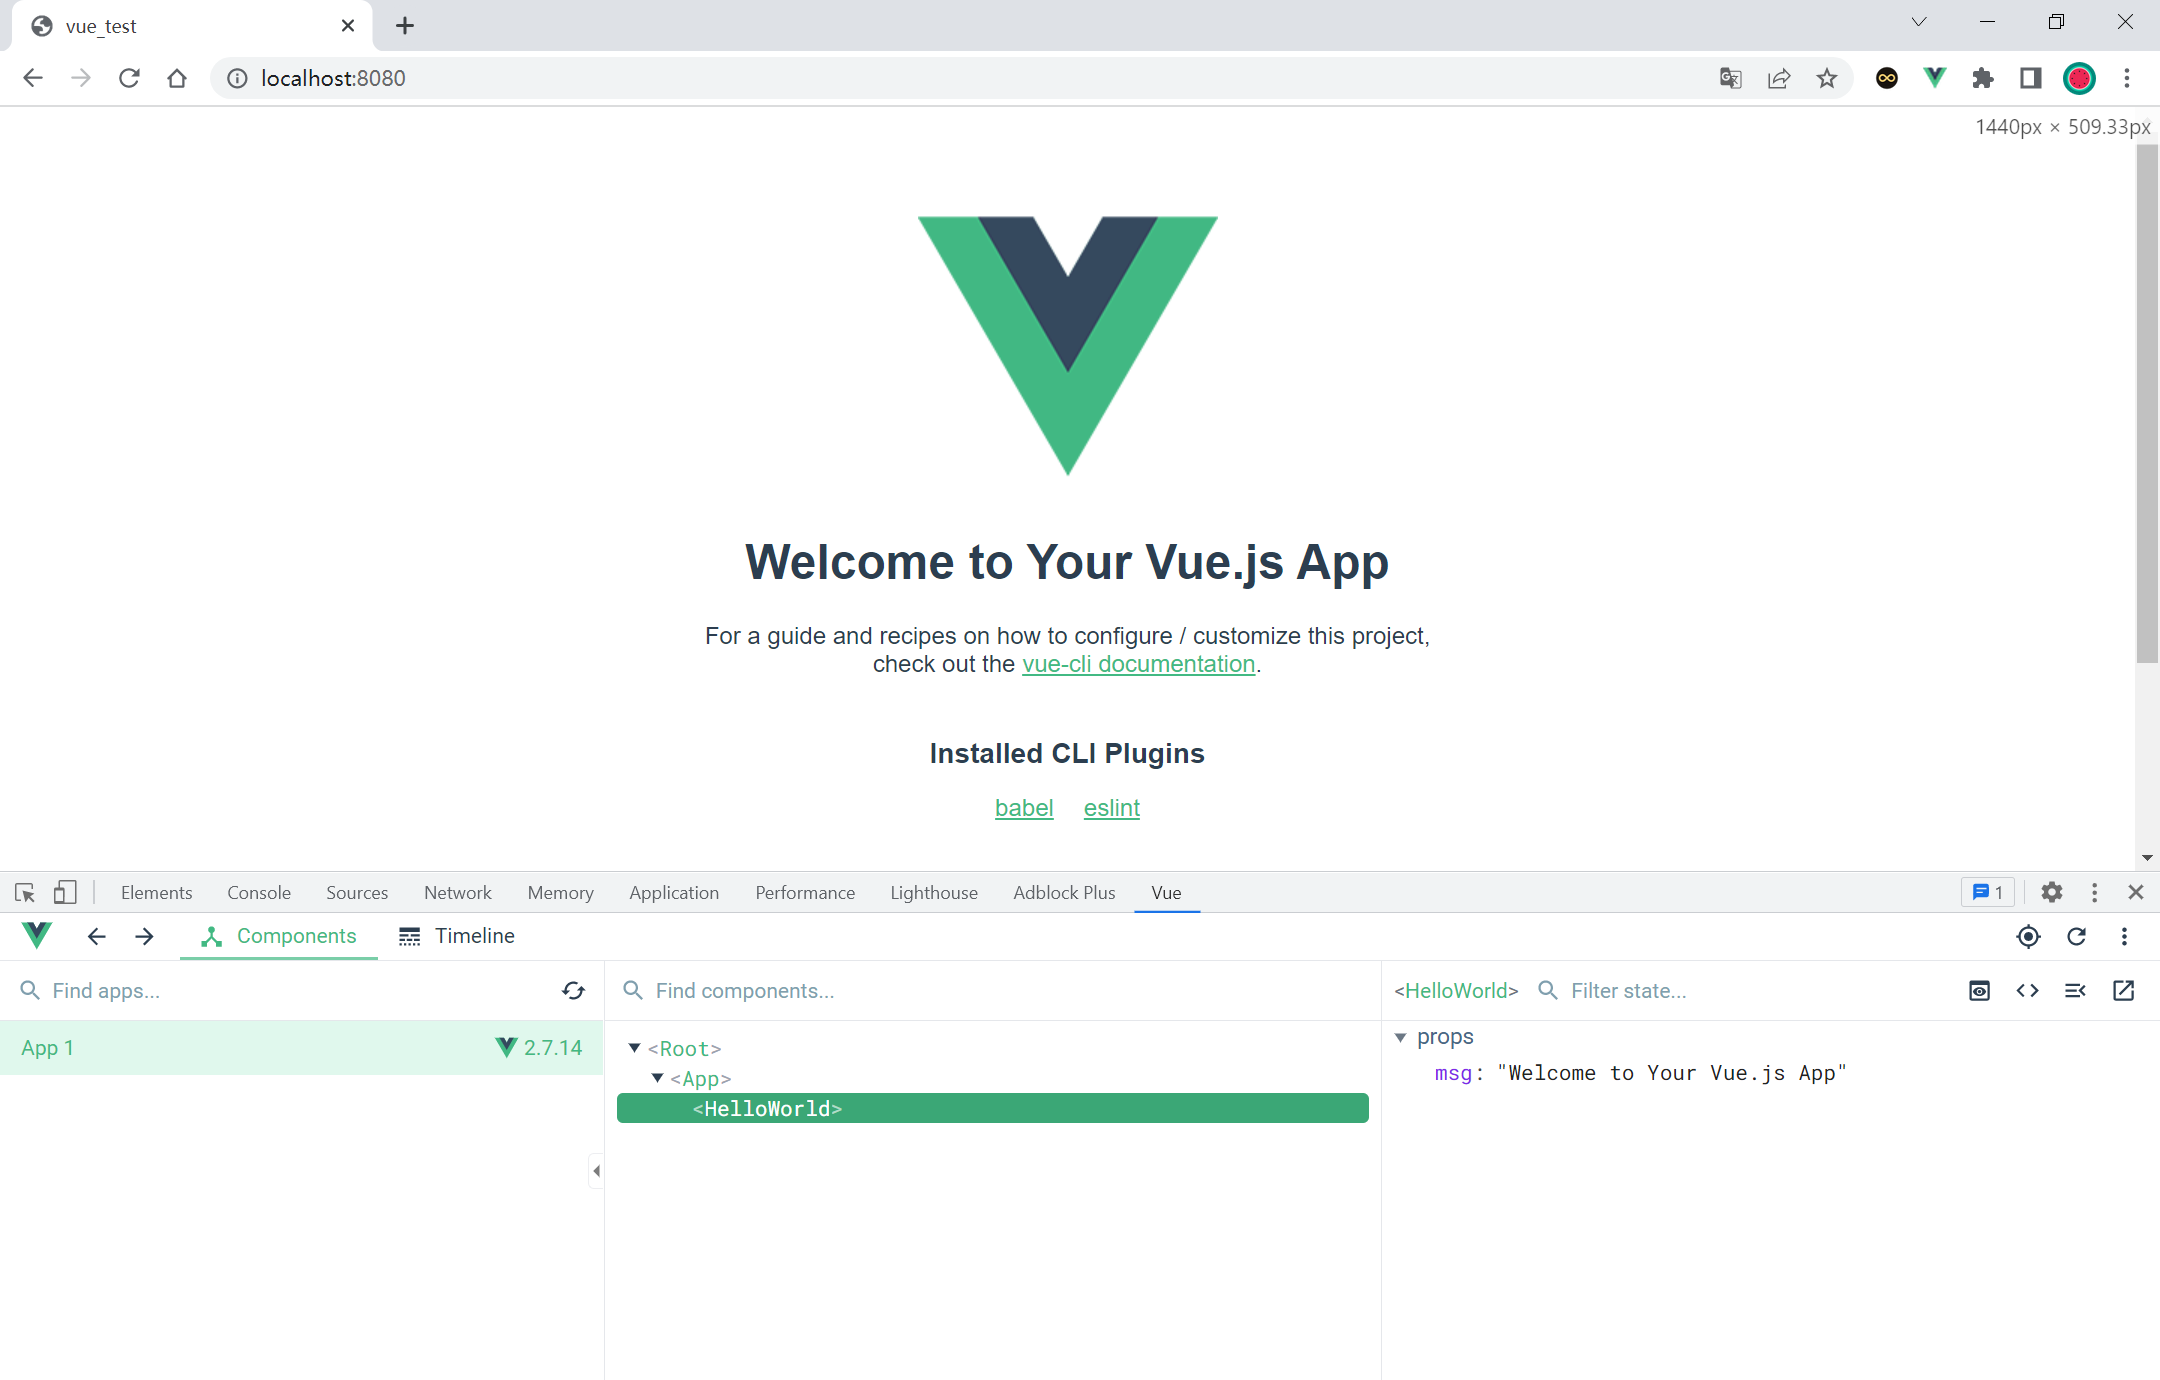 vue_test
localhost:8080
1440px × 509.33px
Welcome to Your Vue.js App
For a guide and recipes on how to configure / customize this project,
check out the vue-cli documentation.
Installed CLI Plugins
babel eslint
Elements Console Sources Network Memory Application Performance Lighthouse Adblock Plus Vue 1
Components Timeline
Find apps... Find components... <HelloWorld> Filter state...
App 1 2.7.14
<Root>
<App>
<HelloWorld>
props
msg: "Welcome to Your Vue.js App"